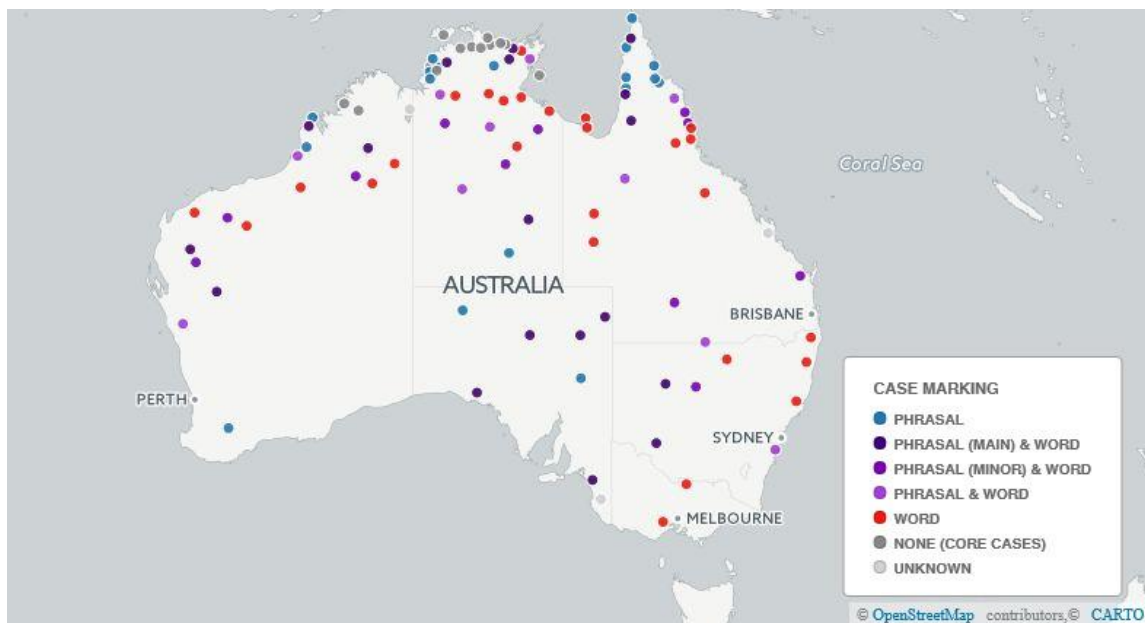 Coral Sea
AUSTRALIA
BRISBANE
PERTH
SYDNEY
MELBOURNE
CASE MARKING
PHRASAL
PHRASAL (MAIN) & WORD
PHRASAL (MINOR) & WORD
PHRASAL & WORD
WORD
NONE (CORE CASES)
UNKNOWN
© OpenStreetMap contributors,© CARTO